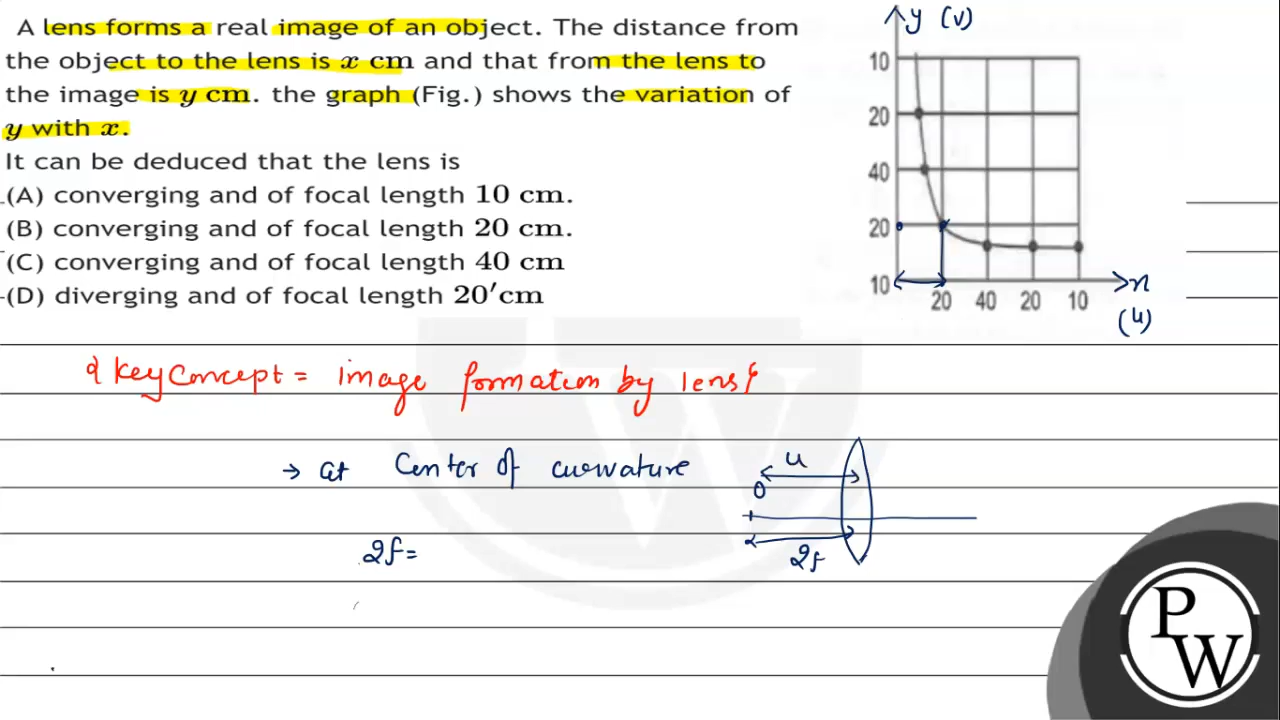 A lens forms a real image of an object. The distance from
the object to the lens is x cm and that from the lens to
the image is y cm. the graph (Fig.) shows the variation of
y with x.
It can be deduced that the lens is
(A) converging and of focal length 10 cm.
(B) converging and of focal length 20 cm.
(C) converging and of focal length 40 cm
(D) diverging and of focal length 20′cm
y (v)
10
20
40
20
10
20 40 20 10
x
(u)
Key Concept = image formation by lens
→ at Center of curvature
u
O
2f
2f =
P
W